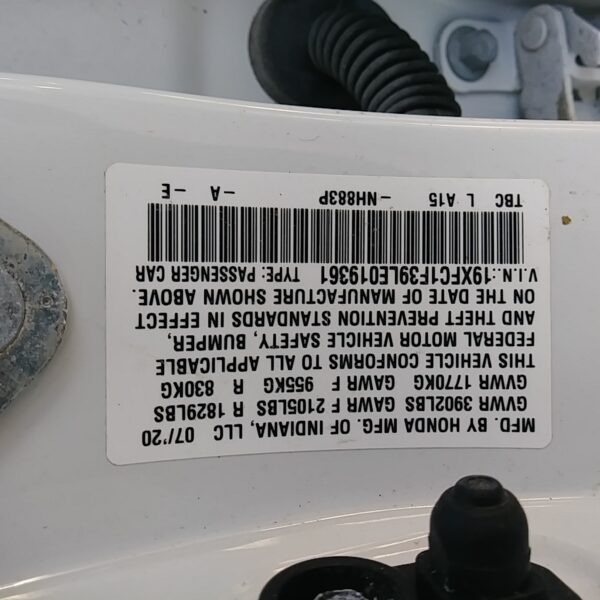 MFD. BY HONDA MFG. OF INDIANA, LLC 07/'20
GVWR 3902LBS GAWR F 2105LBS R 1829LBS
GVWR 1770KG GAWR F 955KG R 830KG
THIS VEHICLE CONFORMS TO ALL APPLICABLE
FEDERAL MOTOR VEHICLE SAFETY, BUMPER,
AND THEFT PREVENTION STANDARDS IN EFFECT
ON THE DATE OF MANUFACTURE SHOWN ABOVE.
V.I.N.:19XFC1F39LE019361 TYPE: PASSENGER CAR
TBC L A15 -NH883P -A -E